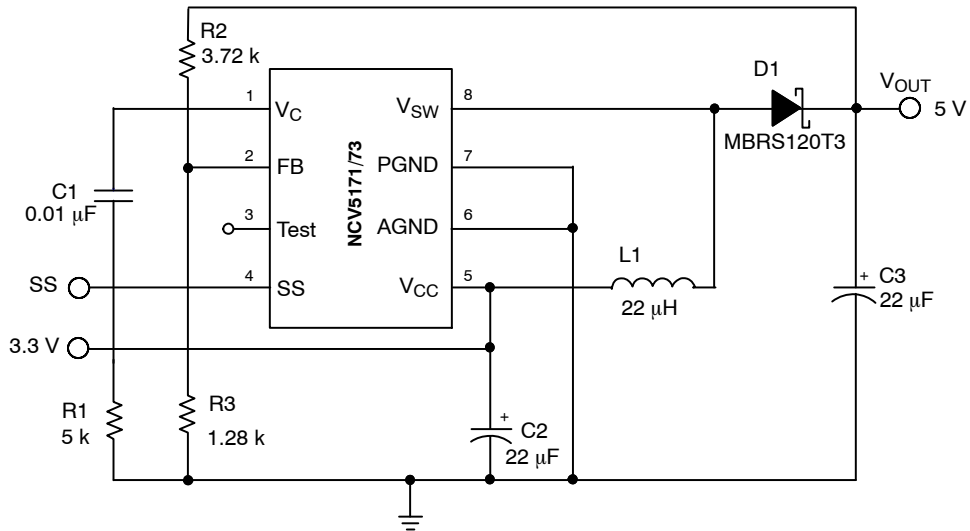 R2
3.72 k
D1
V_OUT
5 V
MBRS120T3
1
V_C
V_SW
8
2
FB
PGND
7
C1
0.01 μF
NCV5171/73
3
Test
AGND
6
L1
22 μH
SS
4
SS
V_CC
5
C3
+
22 μF
3.3 V
R1
5 k
R3
1.28 k
+
C2
22 μF